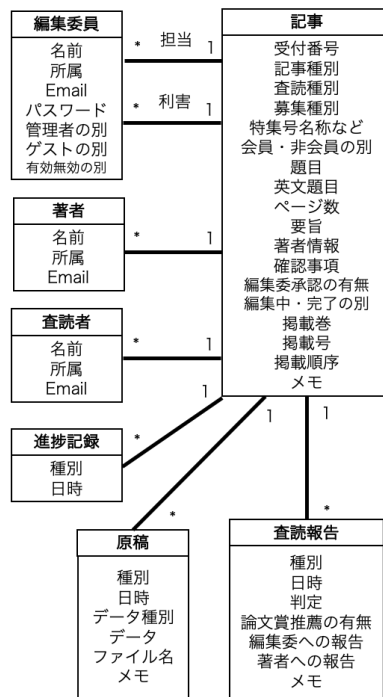 編集委員
名前
所属
Email
パスワード
管理者の別
ゲストの別
有効無効の別
* 担当 1
* 利害 1
記事
受付番号
記事種別
査読種別
募集種別
特集号名称など
会員・非会員の別
題目
英文題目
ページ数
要旨
著者情報
確認事項
編集委承認の有無
編集中・完了の別
掲載巻
掲載号
掲載順序
メモ
著者
名前
所属
Email
* 1
査読者
名前
所属
Email
* 1
進捗記録
種別
日時
* 1
原稿
種別
日時
データ種別
データ
ファイル名
メモ
* 1
査読報告
種別
日時
判定
論文賞推薦の有無
編集委への報告
著者への報告
メモ
* 1